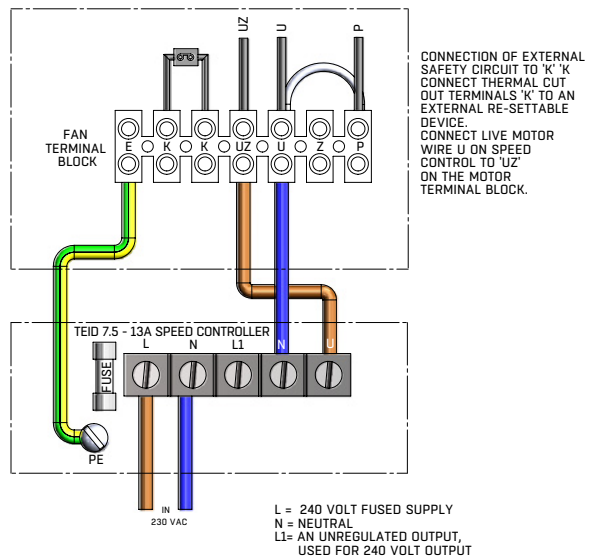 UZ U P
CONNECTION OF EXTERNAL
SAFETY CIRCUIT TO 'K' 'K
CONNECT THERMAL CUT
OUT TERMINALS 'K' TO AN
EXTERNAL RE-SETTABLE
DEVICE.
CONNECT LIVE MOTOR
WIRE U ON SPEED
CONTROL TO 'UZ'
ON THE MOTOR
TERMINAL BLOCK.
FAN
TERMINAL
BLOCK
E K K UZ U Z P
TEID 7.5 - 13A SPEED CONTROLLER
L N L1 N U
FUSE
PE
IN
230 VAC
L = 240 VOLT FUSED SUPPLY
N = NEUTRAL
L1= AN UNREGULATED OUTPUT,
USED FOR 240 VOLT OUTPUT